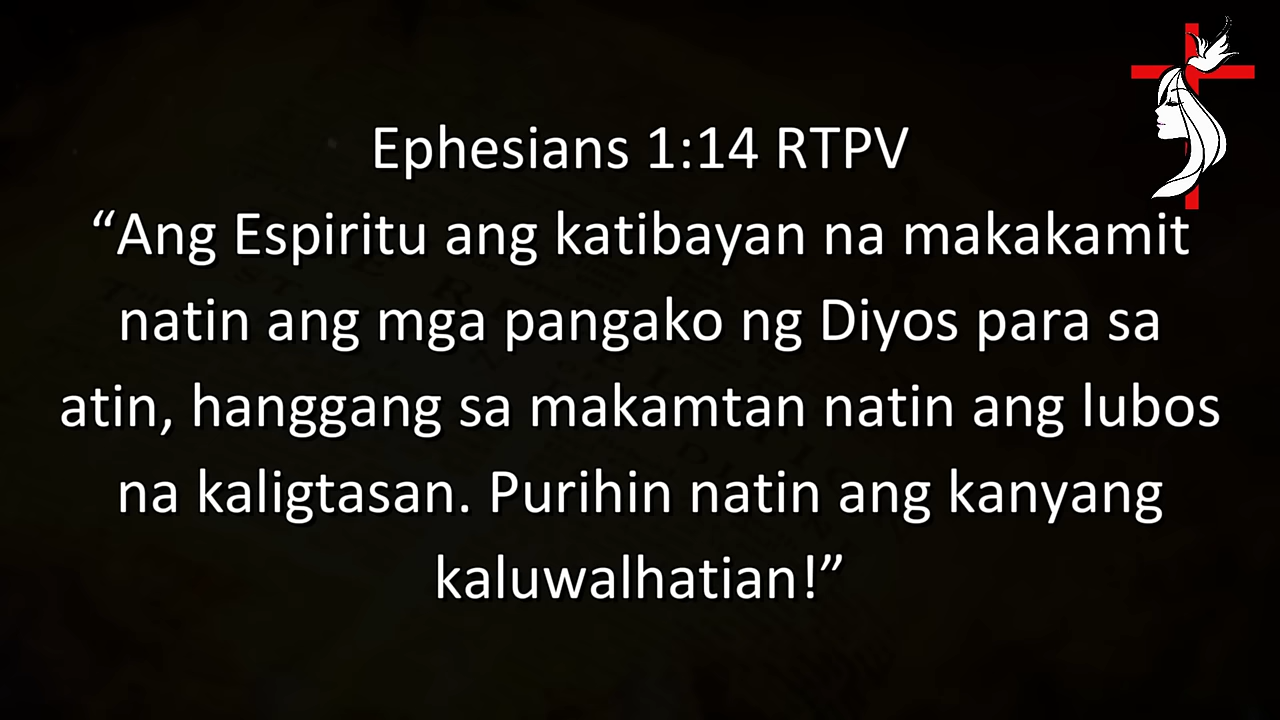 Ephesians 1:14 RTPV
“Ang Espiritu ang katibayan na makakamit
natin ang mga pangako ng Diyos para sa
atin, hanggang sa makamtan natin ang lubos
na kaligtasan. Purihin natin ang kanyang
kaluwalhatian!”